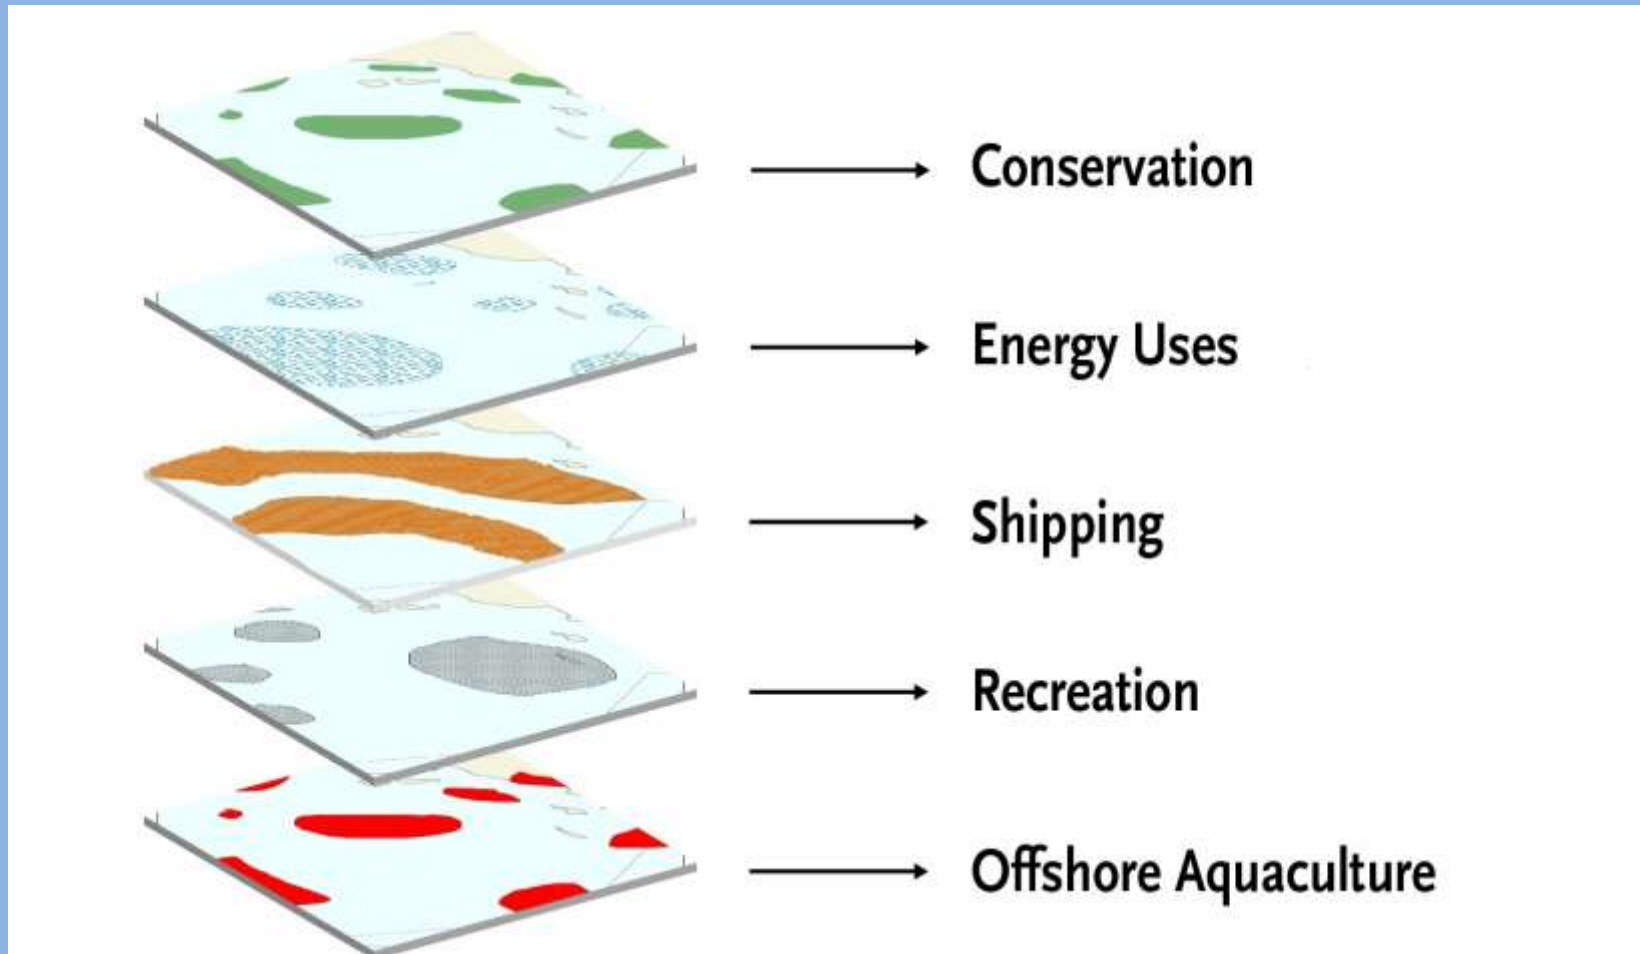 Conservation
Energy Uses
Shipping
Recreation
Offshore Aquaculture